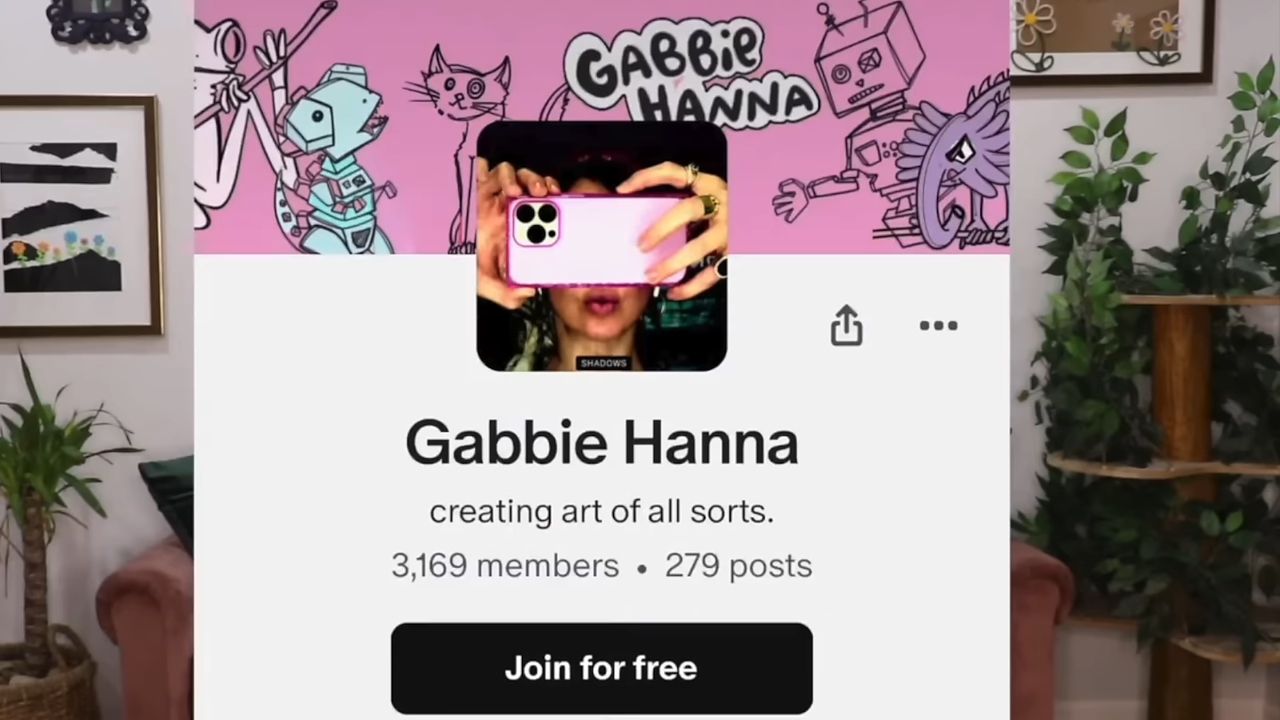 GABBIE
HANNA
SHADOWS
Gabbie Hanna
creating art of all sorts.
3,169 members • 279 posts
Join for free